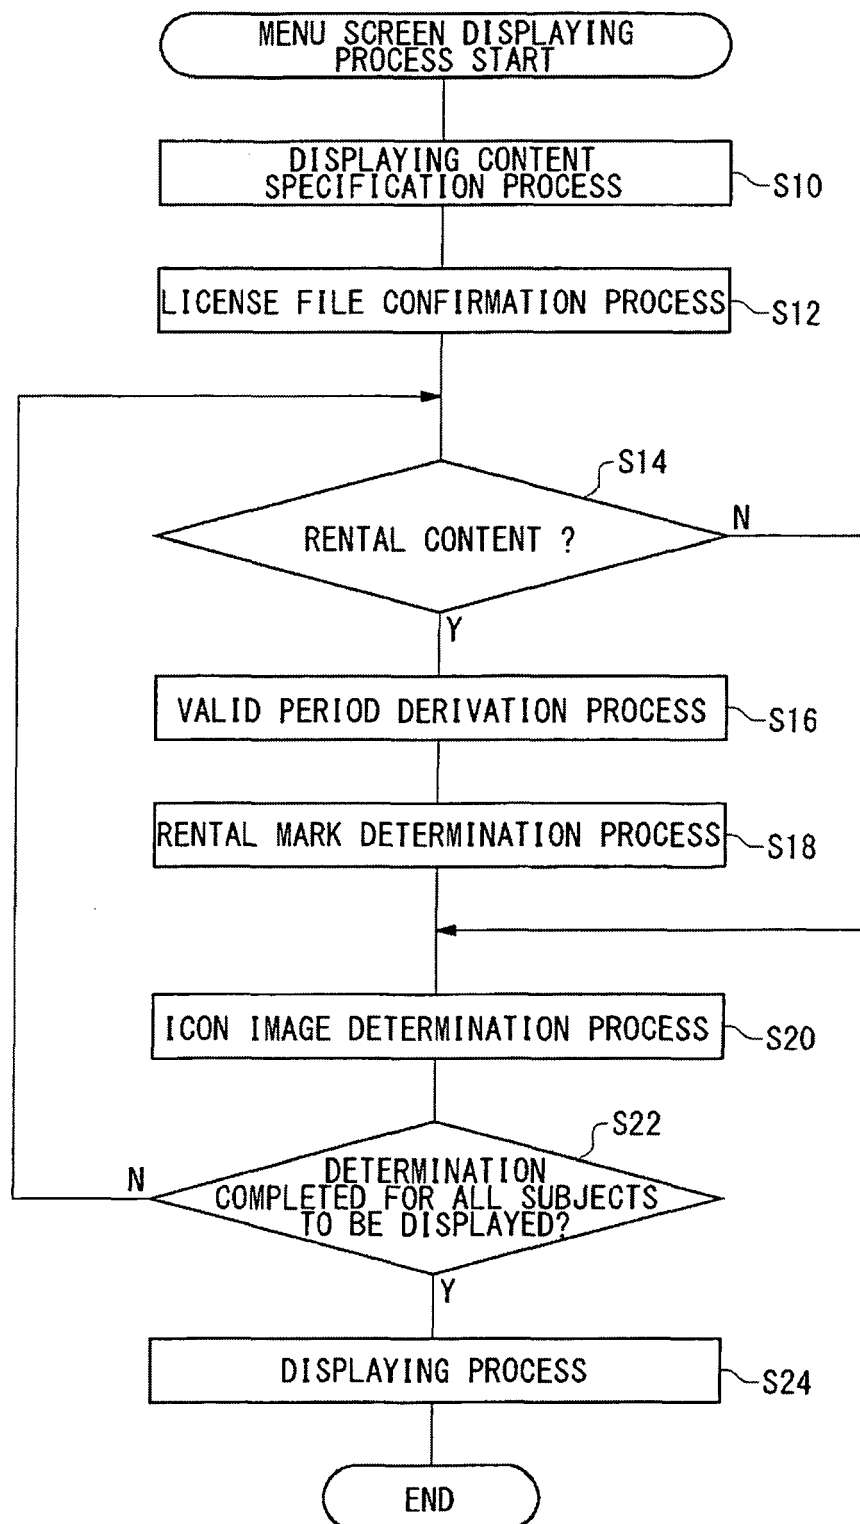 MENU SCREEN DISPLAYING
PROCESS START
DISPLAYING CONTENT
SPECIFICATION PROCESS
S10
LICENSE FILE CONFIRMATION PROCESS
S12
S14
RENTAL CONTENT ?
N
Y
VALID PERIOD DERIVATION PROCESS
S16
RENTAL MARK DETERMINATION PROCESS
S18
ICON IMAGE DETERMINATION PROCESS
S20
S22
N
DETERMINATION
COMPLETED FOR ALL SUBJECTS
TO BE DISPLAYED?
Y
DISPLAYING PROCESS
S24
END